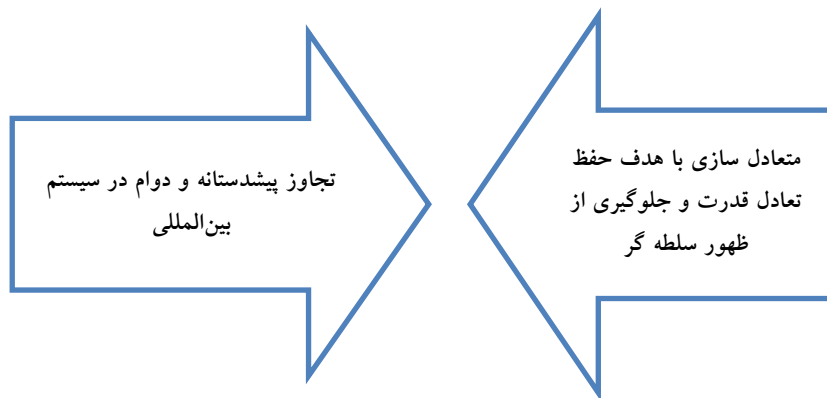 متعادل سازی با هدف حفظ
تعادل قدرت و جلوگیری از
ظهور سلطه گر
تجاوز پیشدستانه و دوام در سیستم
بین‌المللی